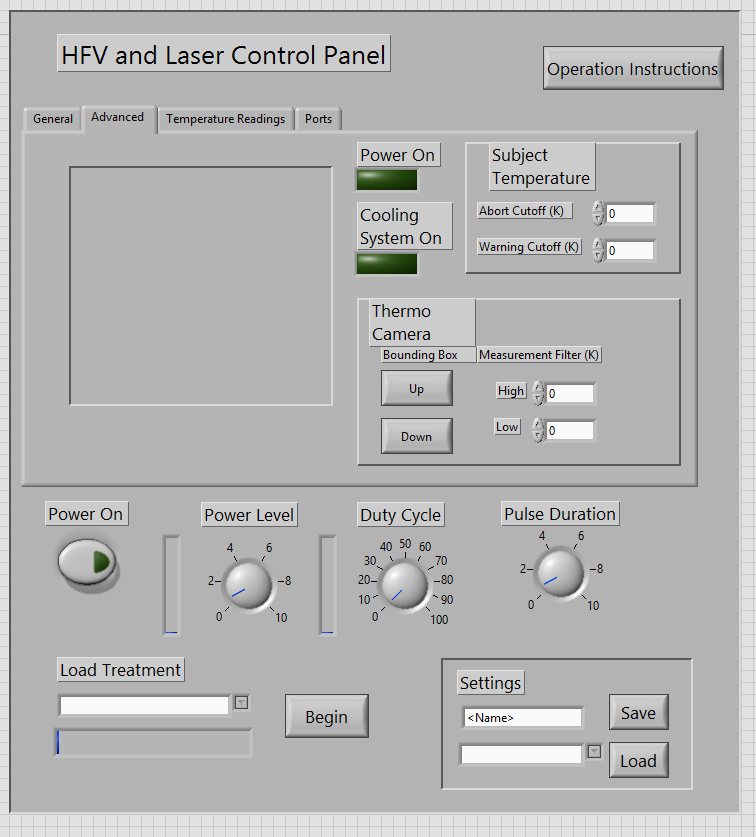 HFV and Laser Control Panel
Operation Instructions
General
Advanced
Temperature Readings
Ports
Power On
Cooling
System On
Subject
Temperature
Abort Cutoff (K)
0
Warning Cutoff (K)
0
Thermo
Camera
Bounding Box
Measurement Filter (K)
Up
High
0
Down
Low
0
Power On
Power Level
0
2
4
6
8
10
Duty Cycle
0
10
20
30
40
50
60
70
80
90
100
Pulse Duration
0
2
4
6
8
10
Load Treatment
Begin
Settings
<Name>
Save
Load